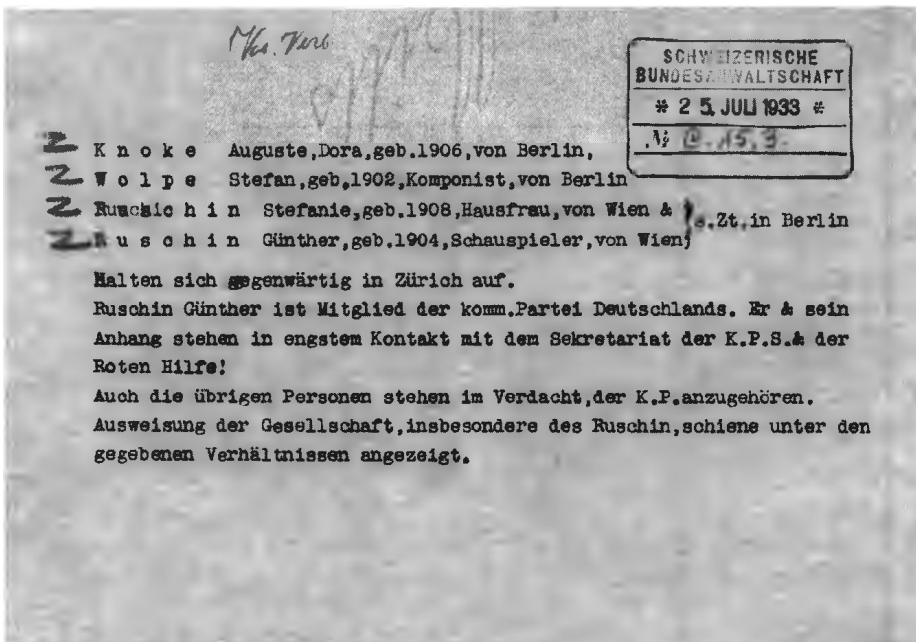 SCHWEIZERISCHE
BUNDESANWALTSCHAFT
* 25. JULI 1933 *
№ C.15.3.
K n o k e Auguste,Dora,geb.1906,von Berlin,
W o l p e Stefan,geb.1902,Komponist,von Berlin
Stefanie,geb.1908,Hausfrau,von Wien & z.Zt.in Berlin
R u s c h i n Günther,geb.1904,Schauspieler,von Wien
Halten sich gegenwärtig in Zürich auf.
Ruschin Günther ist Mitglied der komm.Partei Deutschlands. Er & sein
Anhang stehen in engstem Kontakt mit dem Sekretariat der K.P.S.& der
Roten Hilfe!
Auch die übrigen Personen stehen im Verdacht,der K.P.anzugehören.
Ausweisung der Gesellschaft,insbesondere des Ruschin,schiene unter den
gegebenen Verhältnissen angezeigt.